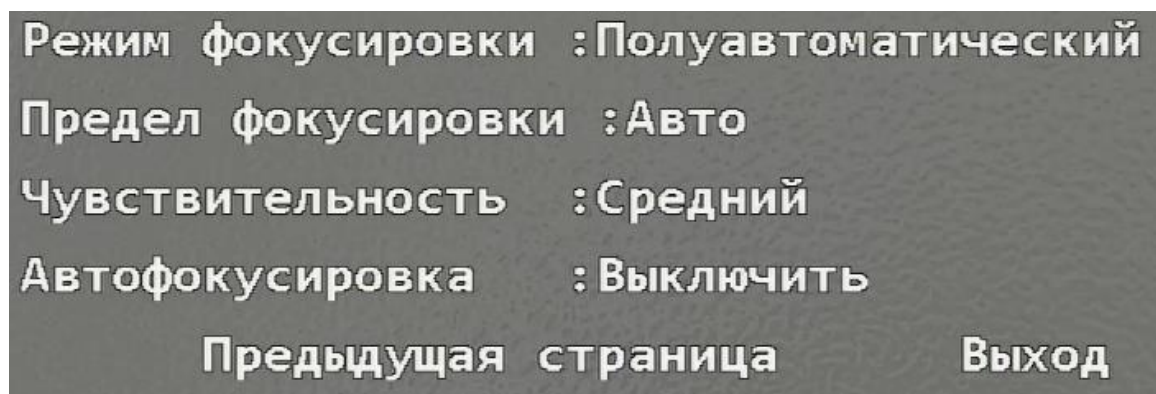 Режим фокусировки :Полуавтоматический
Предел фокусировки :Авто
Чувствительность :Средний
Автофокусировка :Выключить
Предыдущая страница Выход